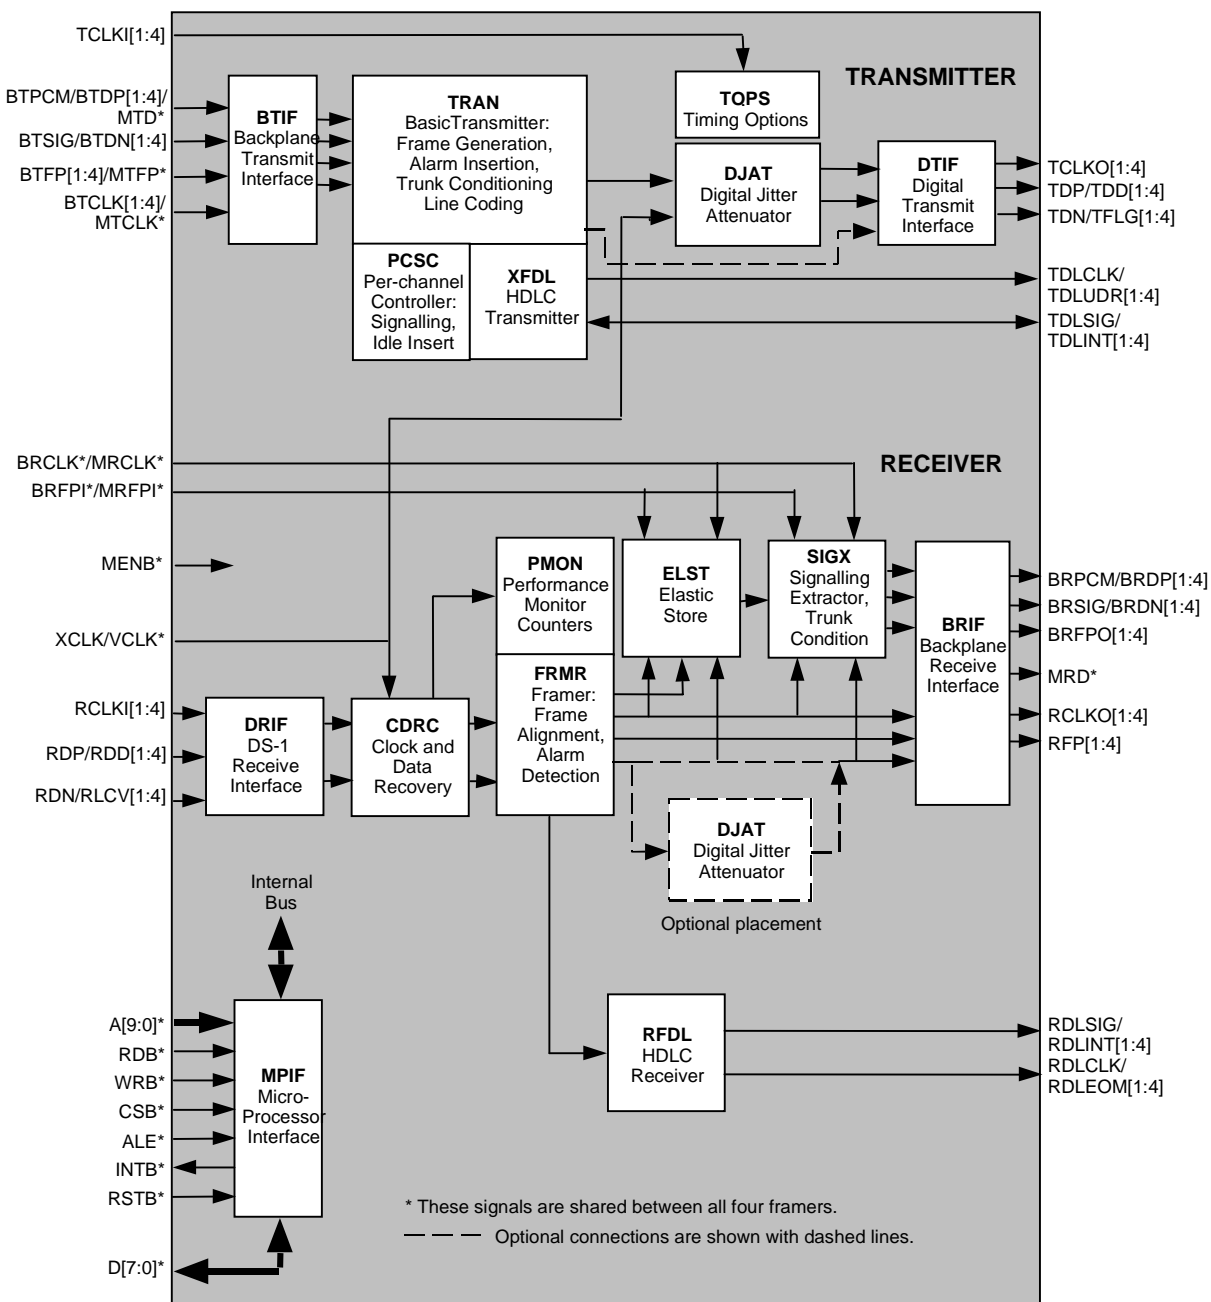 TCLKI[1:4]
TRANSMITTER
BTPCM/BTDP[1:4]/
MTD*
BTSIG/BTDN[1:4]
BTFP[1:4]/MTFP*
BTCLK[1:4]/
MTCLK*
BTIF
Backplane
Transmit
Interface
TRAN
BasicTransmitter:
Frame Generation,
Alarm Insertion,
Trunk Conditioning
Line Coding
PCSC
Per-channel
Controller:
Signalling,
Idle Insert
XFDL
HDLC
Transmitter
TQPS
Timing Options
DJAT
Digital Jitter
Attenuator
DTIF
Digital
Transmit
Interface
TCLKO[1:4]
TDP/TDD[1:4]
TDN/TFLG[1:4]
TDLCLK/
TDLUDR[1:4]
TDLSIG/
TDLINT[1:4]
RECEIVER
BRCLK*/MRCLK*
BRFPI*/MRFPI*
MENB*
XCLK/VCLK*
RCLKI[1:4]
RDP/RDD[1:4]
RDN/RLCV[1:4]
DRIF
DS-1
Receive
Interface
CDRC
Clock and
Data
Recovery
PMON
Performance
Monitor
Counters
FRMR
Framer:
Frame
Alignment,
Alarm
Detection
ELST
Elastic
Store
SIGX
Signalling
Extractor,
Trunk
Condition
BRIF
Backplane
Receive
Interface
BRPCM/BRDP[1:4]
BRSIG/BRDN[1:4]
BRFPO[1:4]
MRD*
RCLKO[1:4]
RFP[1:4]
DJAT
Digital Jitter
Attenuator
Optional placement
Internal
Bus
A[9:0]*
RDB*
WRB*
CSB*
ALE*
INTB*
RSTB*
D[7:0]*
MPIF
Micro-
Processor
Interface
RFDL
HDLC
Receiver
RDLSIG/
RDLINT[1:4]
RDLCLK/
RDLEOM[1:4]
* These signals are shared between all four framers.
Optional connections are shown with dashed lines.